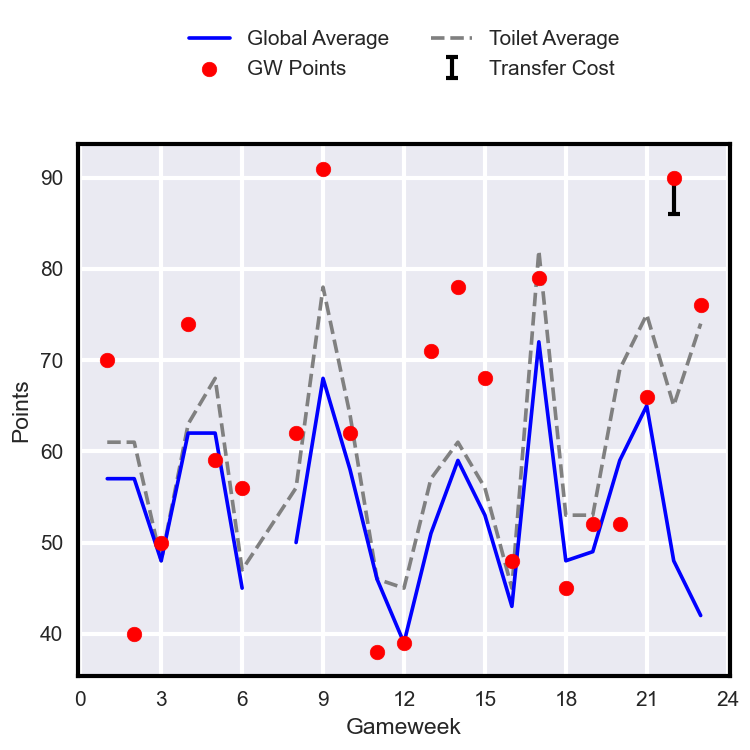 Global Average
Toilet Average
GW Points
Transfer Cost
90
80
70
60
50
40
Points
0 3 6 9 12 15 18 21 24
Gameweek